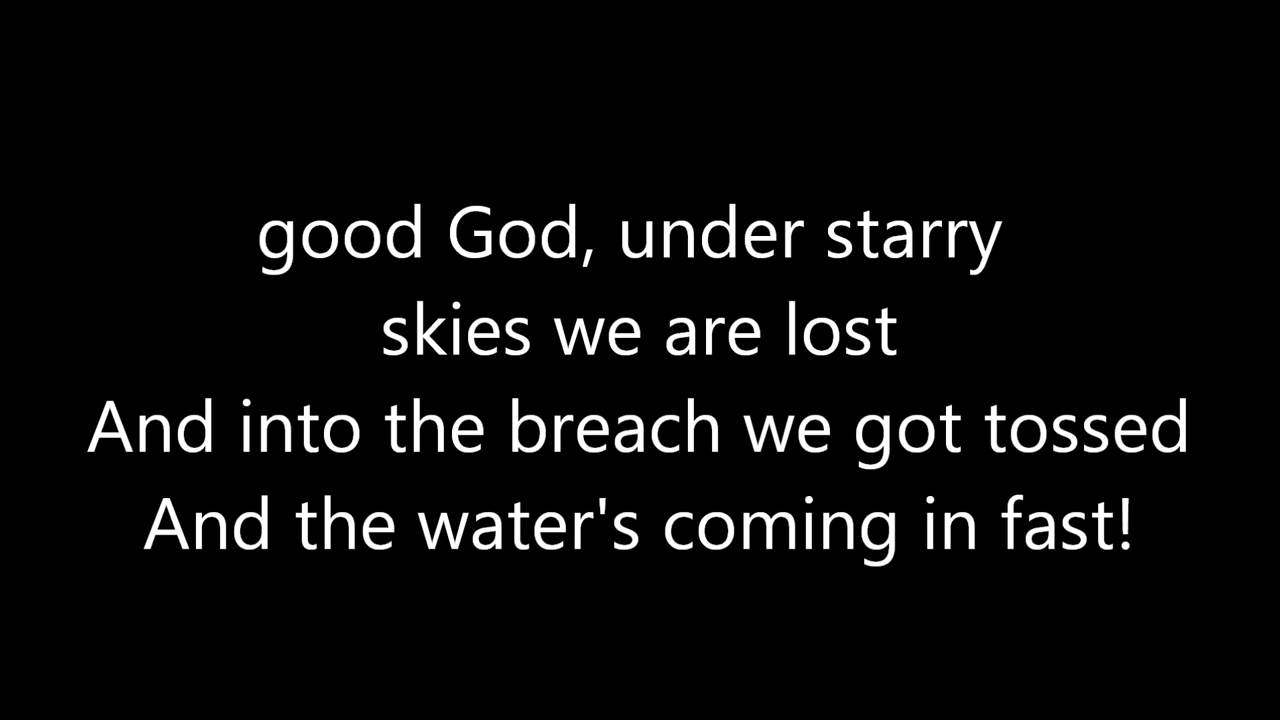 good God, under starry
skies we are lost
And into the breach we got tossed
And the water's coming in fast!